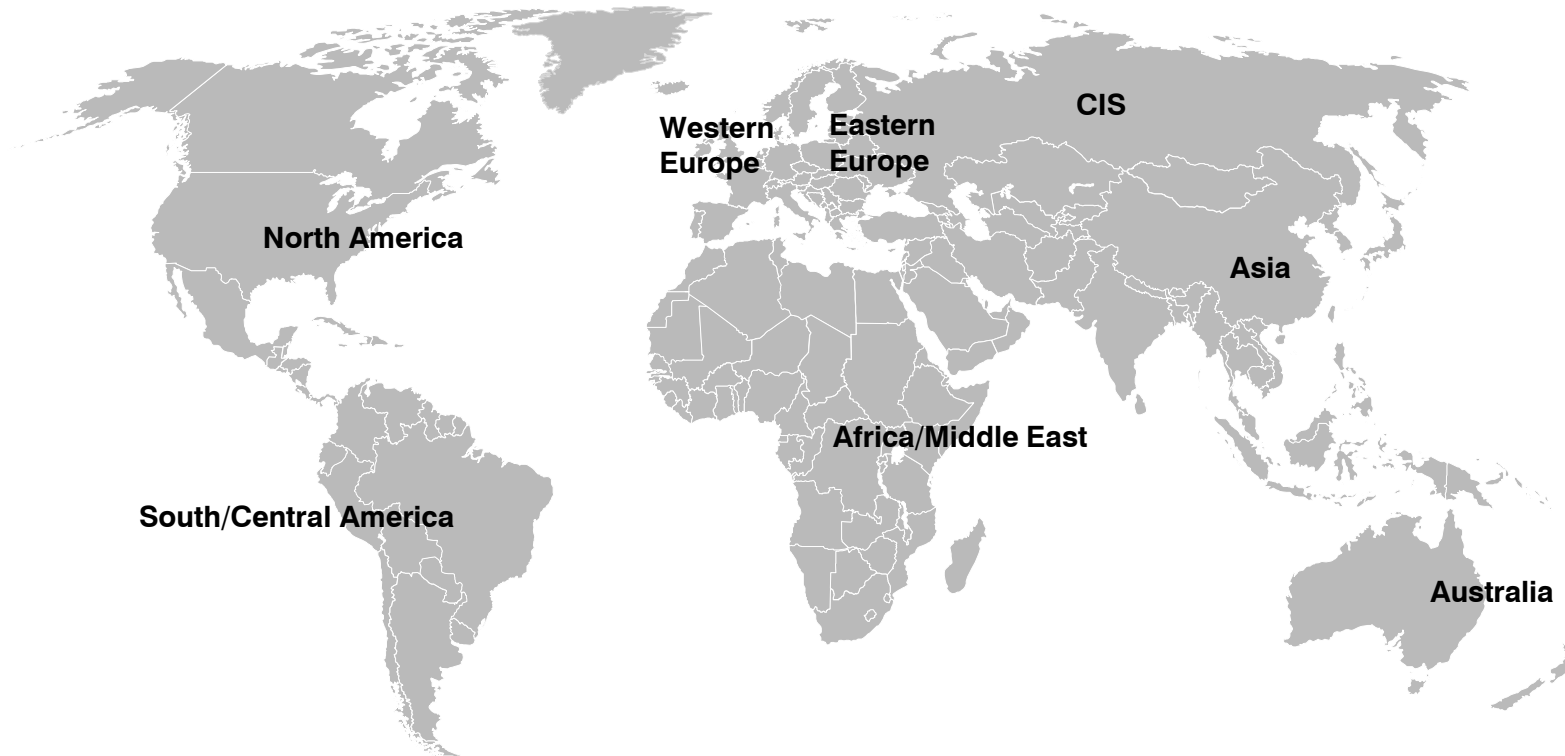 CIS
Western
Europe
Eastern
Europe
North America
Asia
Africa/Middle East
South/Central America
Australia